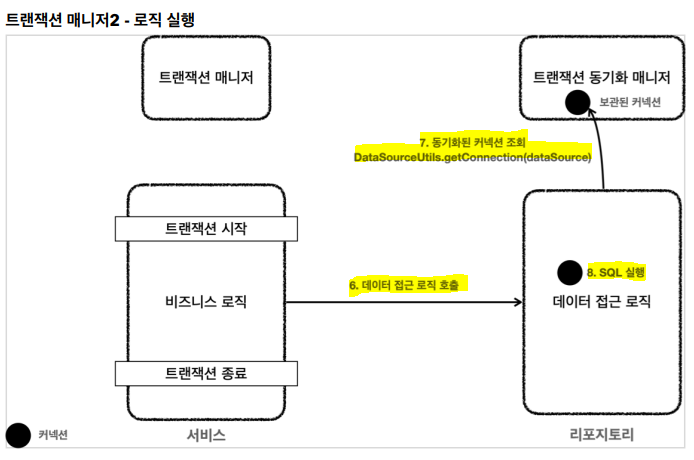 트랜잭션 매니저2 - 로직 실행
트랜잭션 매니저
트랜잭션 동기화 매니저
보관된 커넥션
7. 동기화된 커넥션 조회
DataSourceUtils.getConnection(dataSource)
트랜잭션 시작
8. SQL 실행
6. 데이터 접근 로직 호출
비즈니스 로직
데이터 접근 로직
트랜잭션 종료
커넥션
서비스
리포지토리